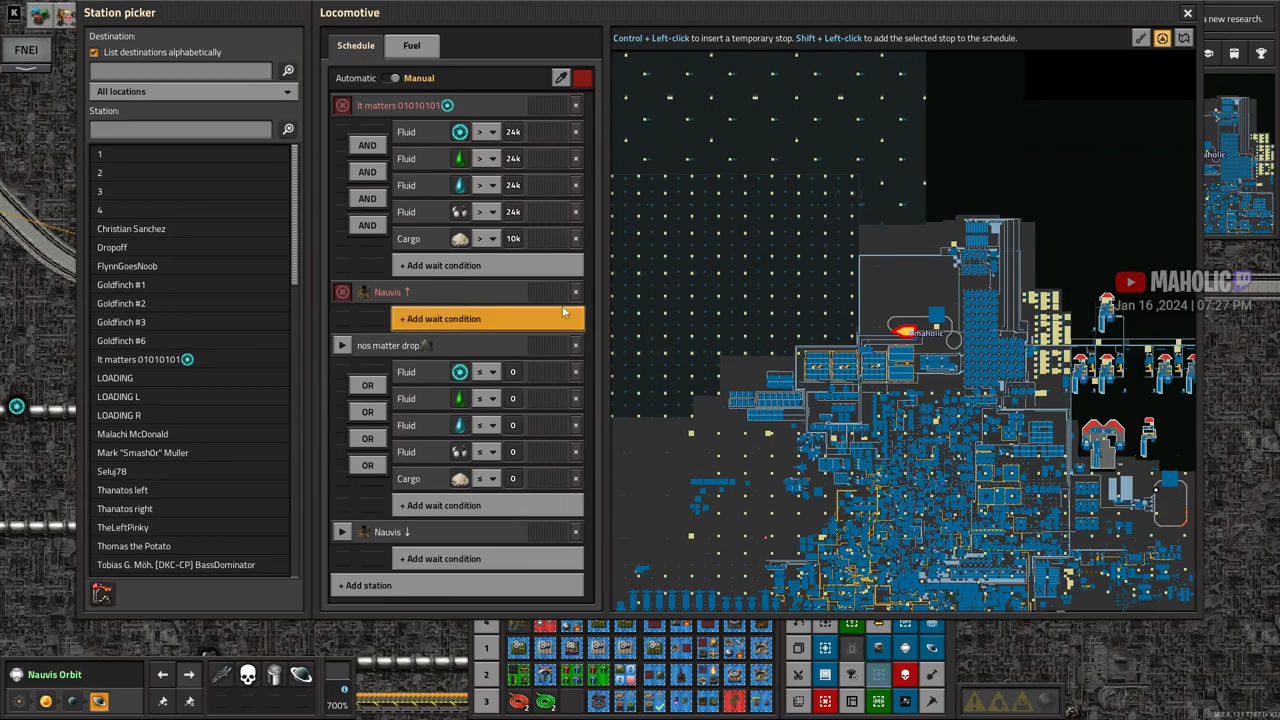 K
FNEI
Station picker
Destination:
List destinations alphabetically
All locations
Station:
1
2
3
4
Christian Sanchez
Dropoff
FlynnGoesNoob
Goldfinch #1
Goldfinch #2
Goldfinch #3
Goldfinch #6
It matters 01010101
LOADING
LOADING L
LOADING R
Malachi McDonald
Mark "Smash0r" Muller
Seluj78
Thanatos left
Thanatos right
TheLeftPinky
Thomas the Potato
Tobias G. Möh. [DKC-CP] BassDominator
Locomotive
Schedule Fuel
Automatic Manual
It matters 01010101
Fluid > 24k
AND
Fluid > 24k
AND
Fluid > 24k
AND
Fluid > 24k
AND
Cargo > 10k
+ Add wait condition
Nauvis ↑
+ Add wait condition
nos matter drop
Fluid ≤ 0
OR
Fluid ≤ 0
OR
Fluid ≤ 0
OR
Fluid ≤ 0
OR
Cargo ≤ 0
+ Add wait condition
Nauvis ↓
+ Add wait condition
+ Add station
Control + Left-click to insert a temporary stop. Shift + Left-click to add the selected stop to the schedule.
maholic
w a new research.
MAHOLIC
Jan 16, 2024 | 07:27 PM
Nauvis Orbit
700%
4
1
2
3